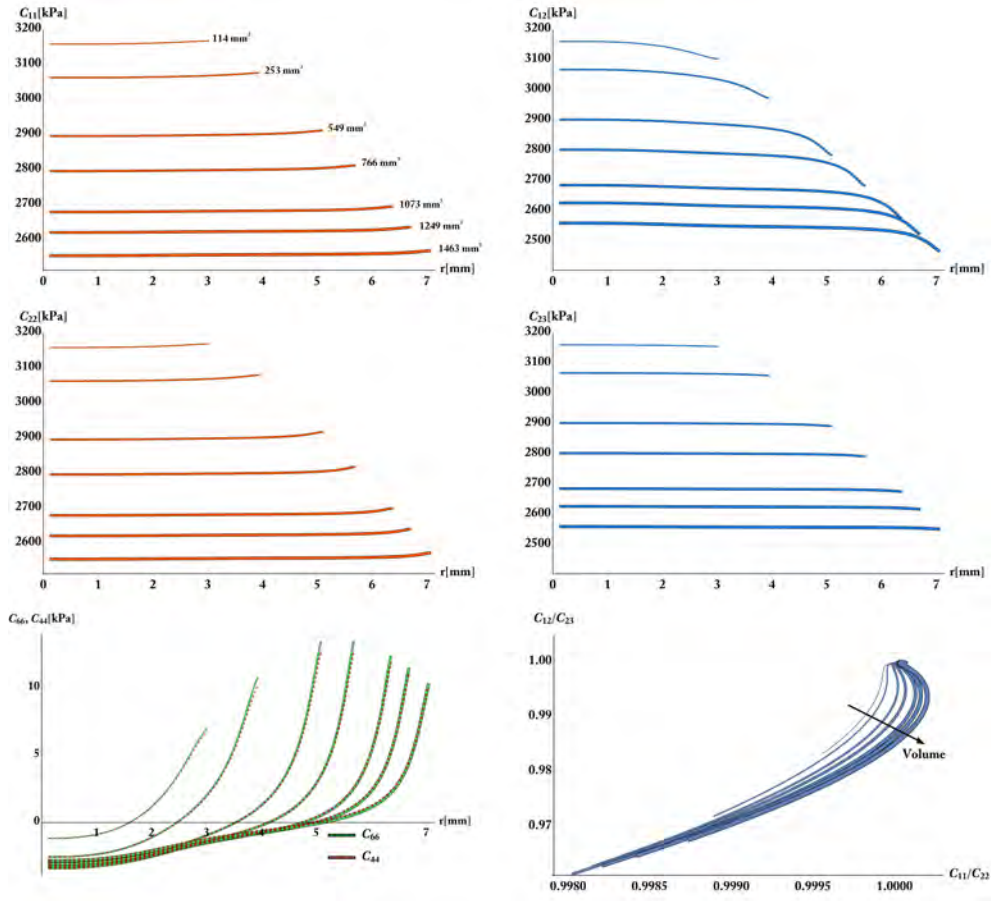 C₁₁[kPa]
3200
3100
3000
2900
2800
2700
2600
114 mm³
253 mm³
549 mm³
766 mm³
1073 mm³
1249 mm³
1463 mm³
r[mm]
0 1 2 3 4 5 6 7
C₁₂[kPa]
3200
3100
3000
2900
2800
2700
2600
2500
r[mm]
0 1 2 3 4 5 6 7
C₂₂[kPa]
3200
3100
3000
2900
2800
2700
2600
r[mm]
0 1 2 3 4 5 6 7
C₂₃[kPa]
3200
3100
3000
2900
2800
2700
2600
2500
r[mm]
0 1 2 3 4 5 6 7
C₆₆, C₄₄[kPa]
10
5
0
1 2 3 4 5 6 7
r[mm]
C₆₆
C₄₄
C₁₂/C₂₃
1.00
0.99
0.98
0.97
Volume
0.9980 0.9985 0.9990 0.9995 1.0000
C₁₁/C₂₂